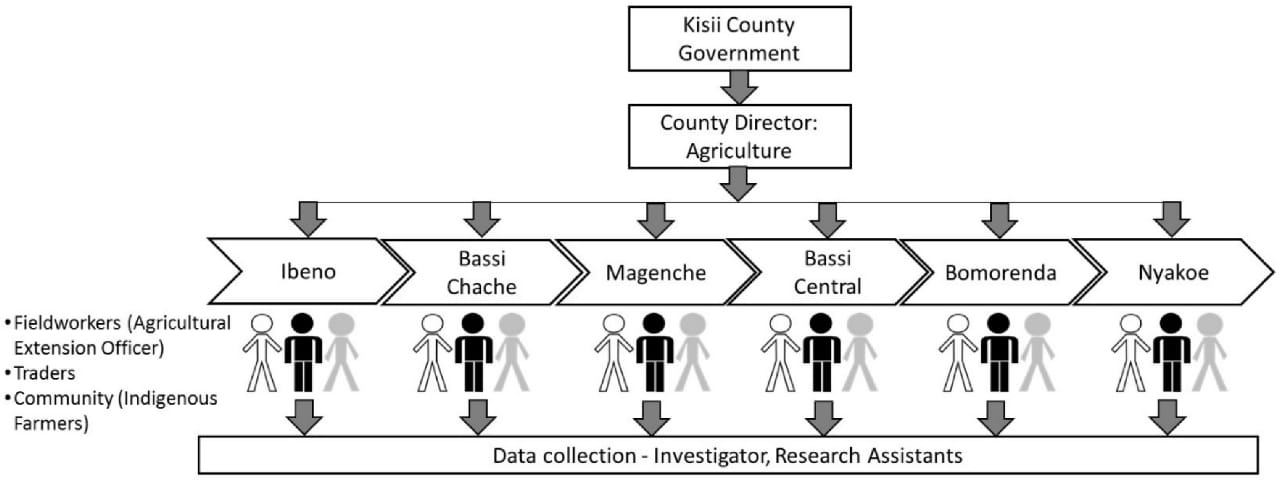 Kisii County
Government
County Director:
Agriculture
Ibeno
Bassi
Chache
Magenche
Bassi
Central
Bomorenda
Nyakoe
•Fieldworkers (Agricultural
Extension Officer)
•Traders
•Community (Indigenous
Farmers)
Data collection - Investigator, Research Assistants